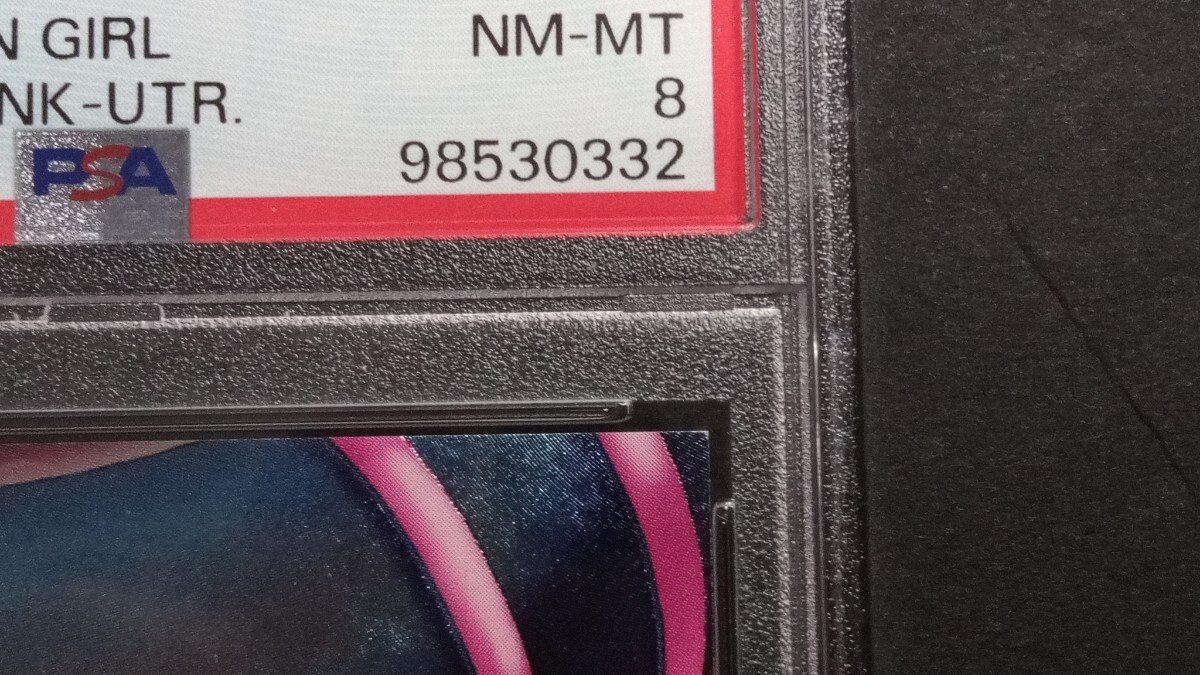 N GIRL NM-MT
NK-UTR. 8
PSA 98530332